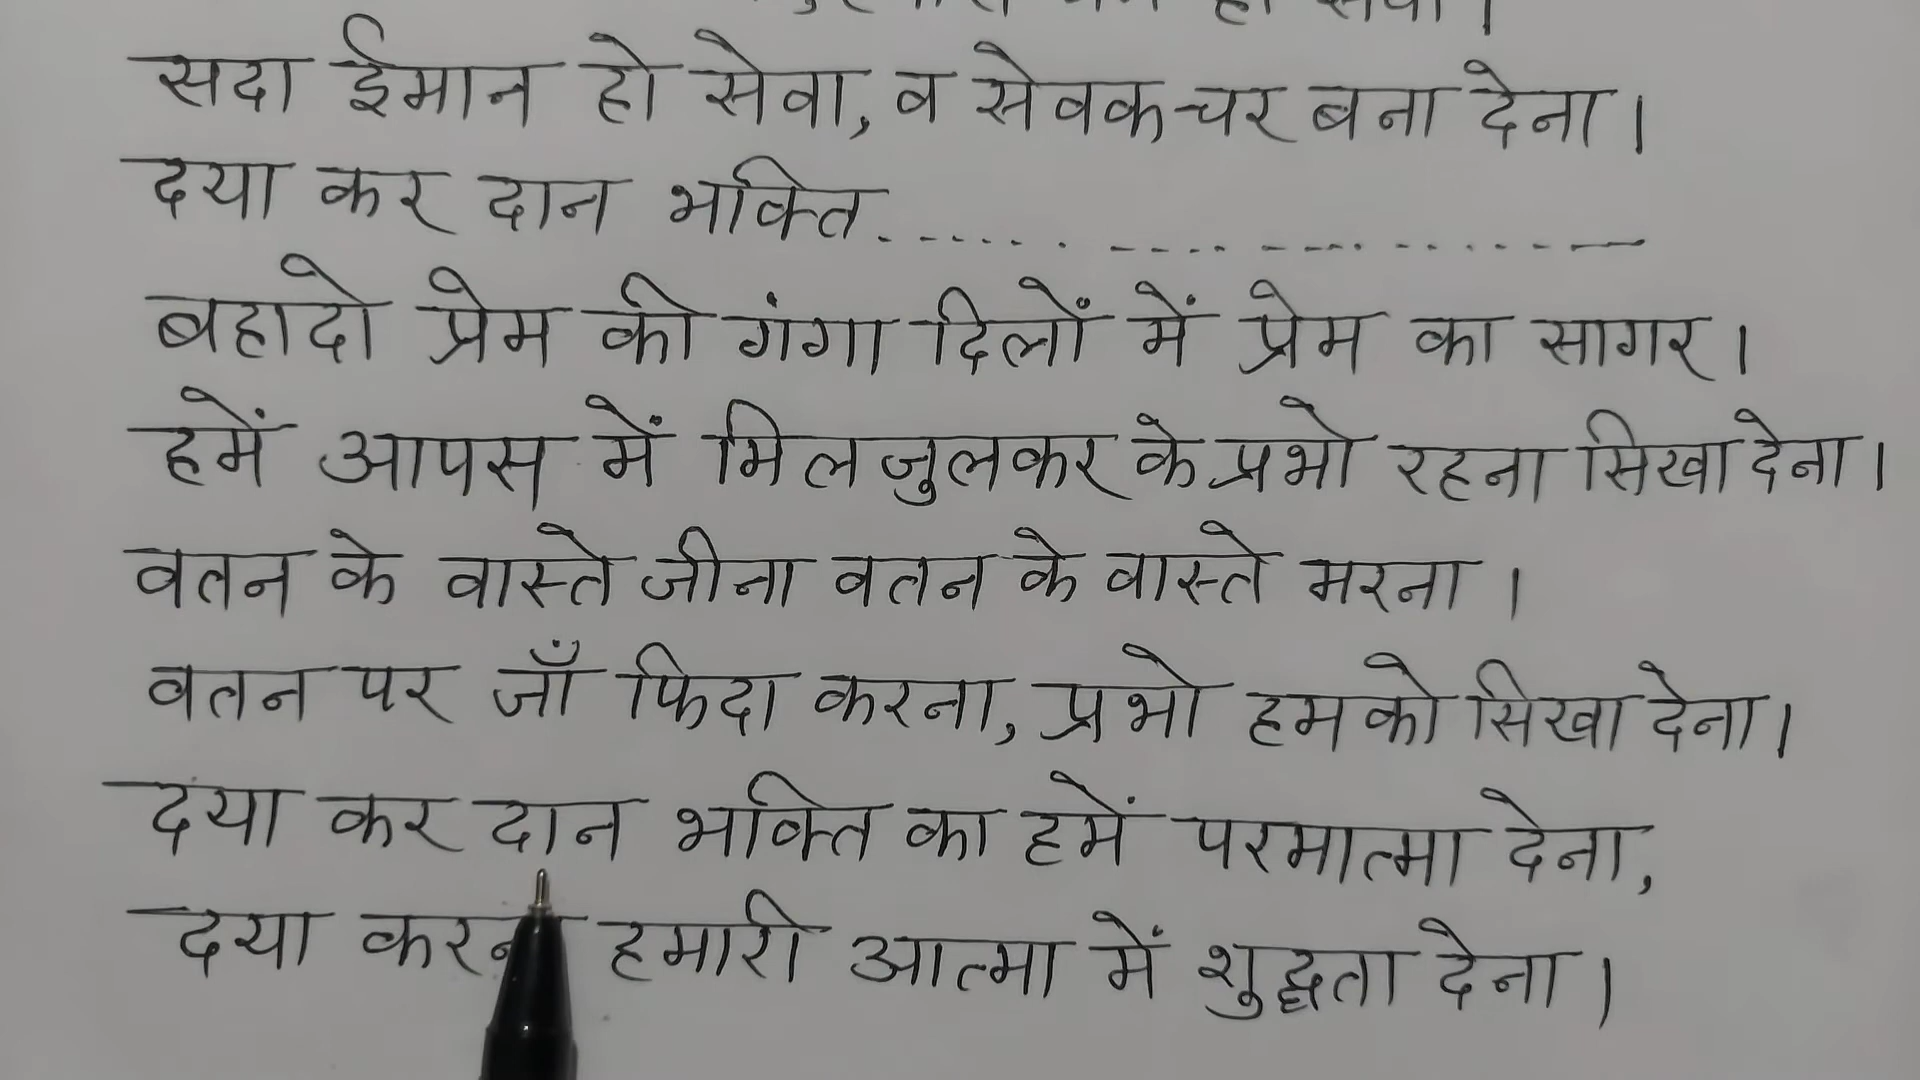 हो सेवा।
सदा ईमान हो सेवा, व सेवकचर बना देना।
दया कर दान भक्ति..............................
बहादो प्रेम की गंगा दिलों में प्रेम का सागर।
हमें आपस में मिलजुलकर के प्रभो रहना सिखा देना।
वतन के वास्ते जीना वतन के वास्ते मरना।
वतन पर जाँ फिदा करना, प्रभो हमको सिखा देना।
दया कर दान भक्ति का हमें परमात्मा देना,
दया करना हमारी आत्मा में शुद्धता देना।